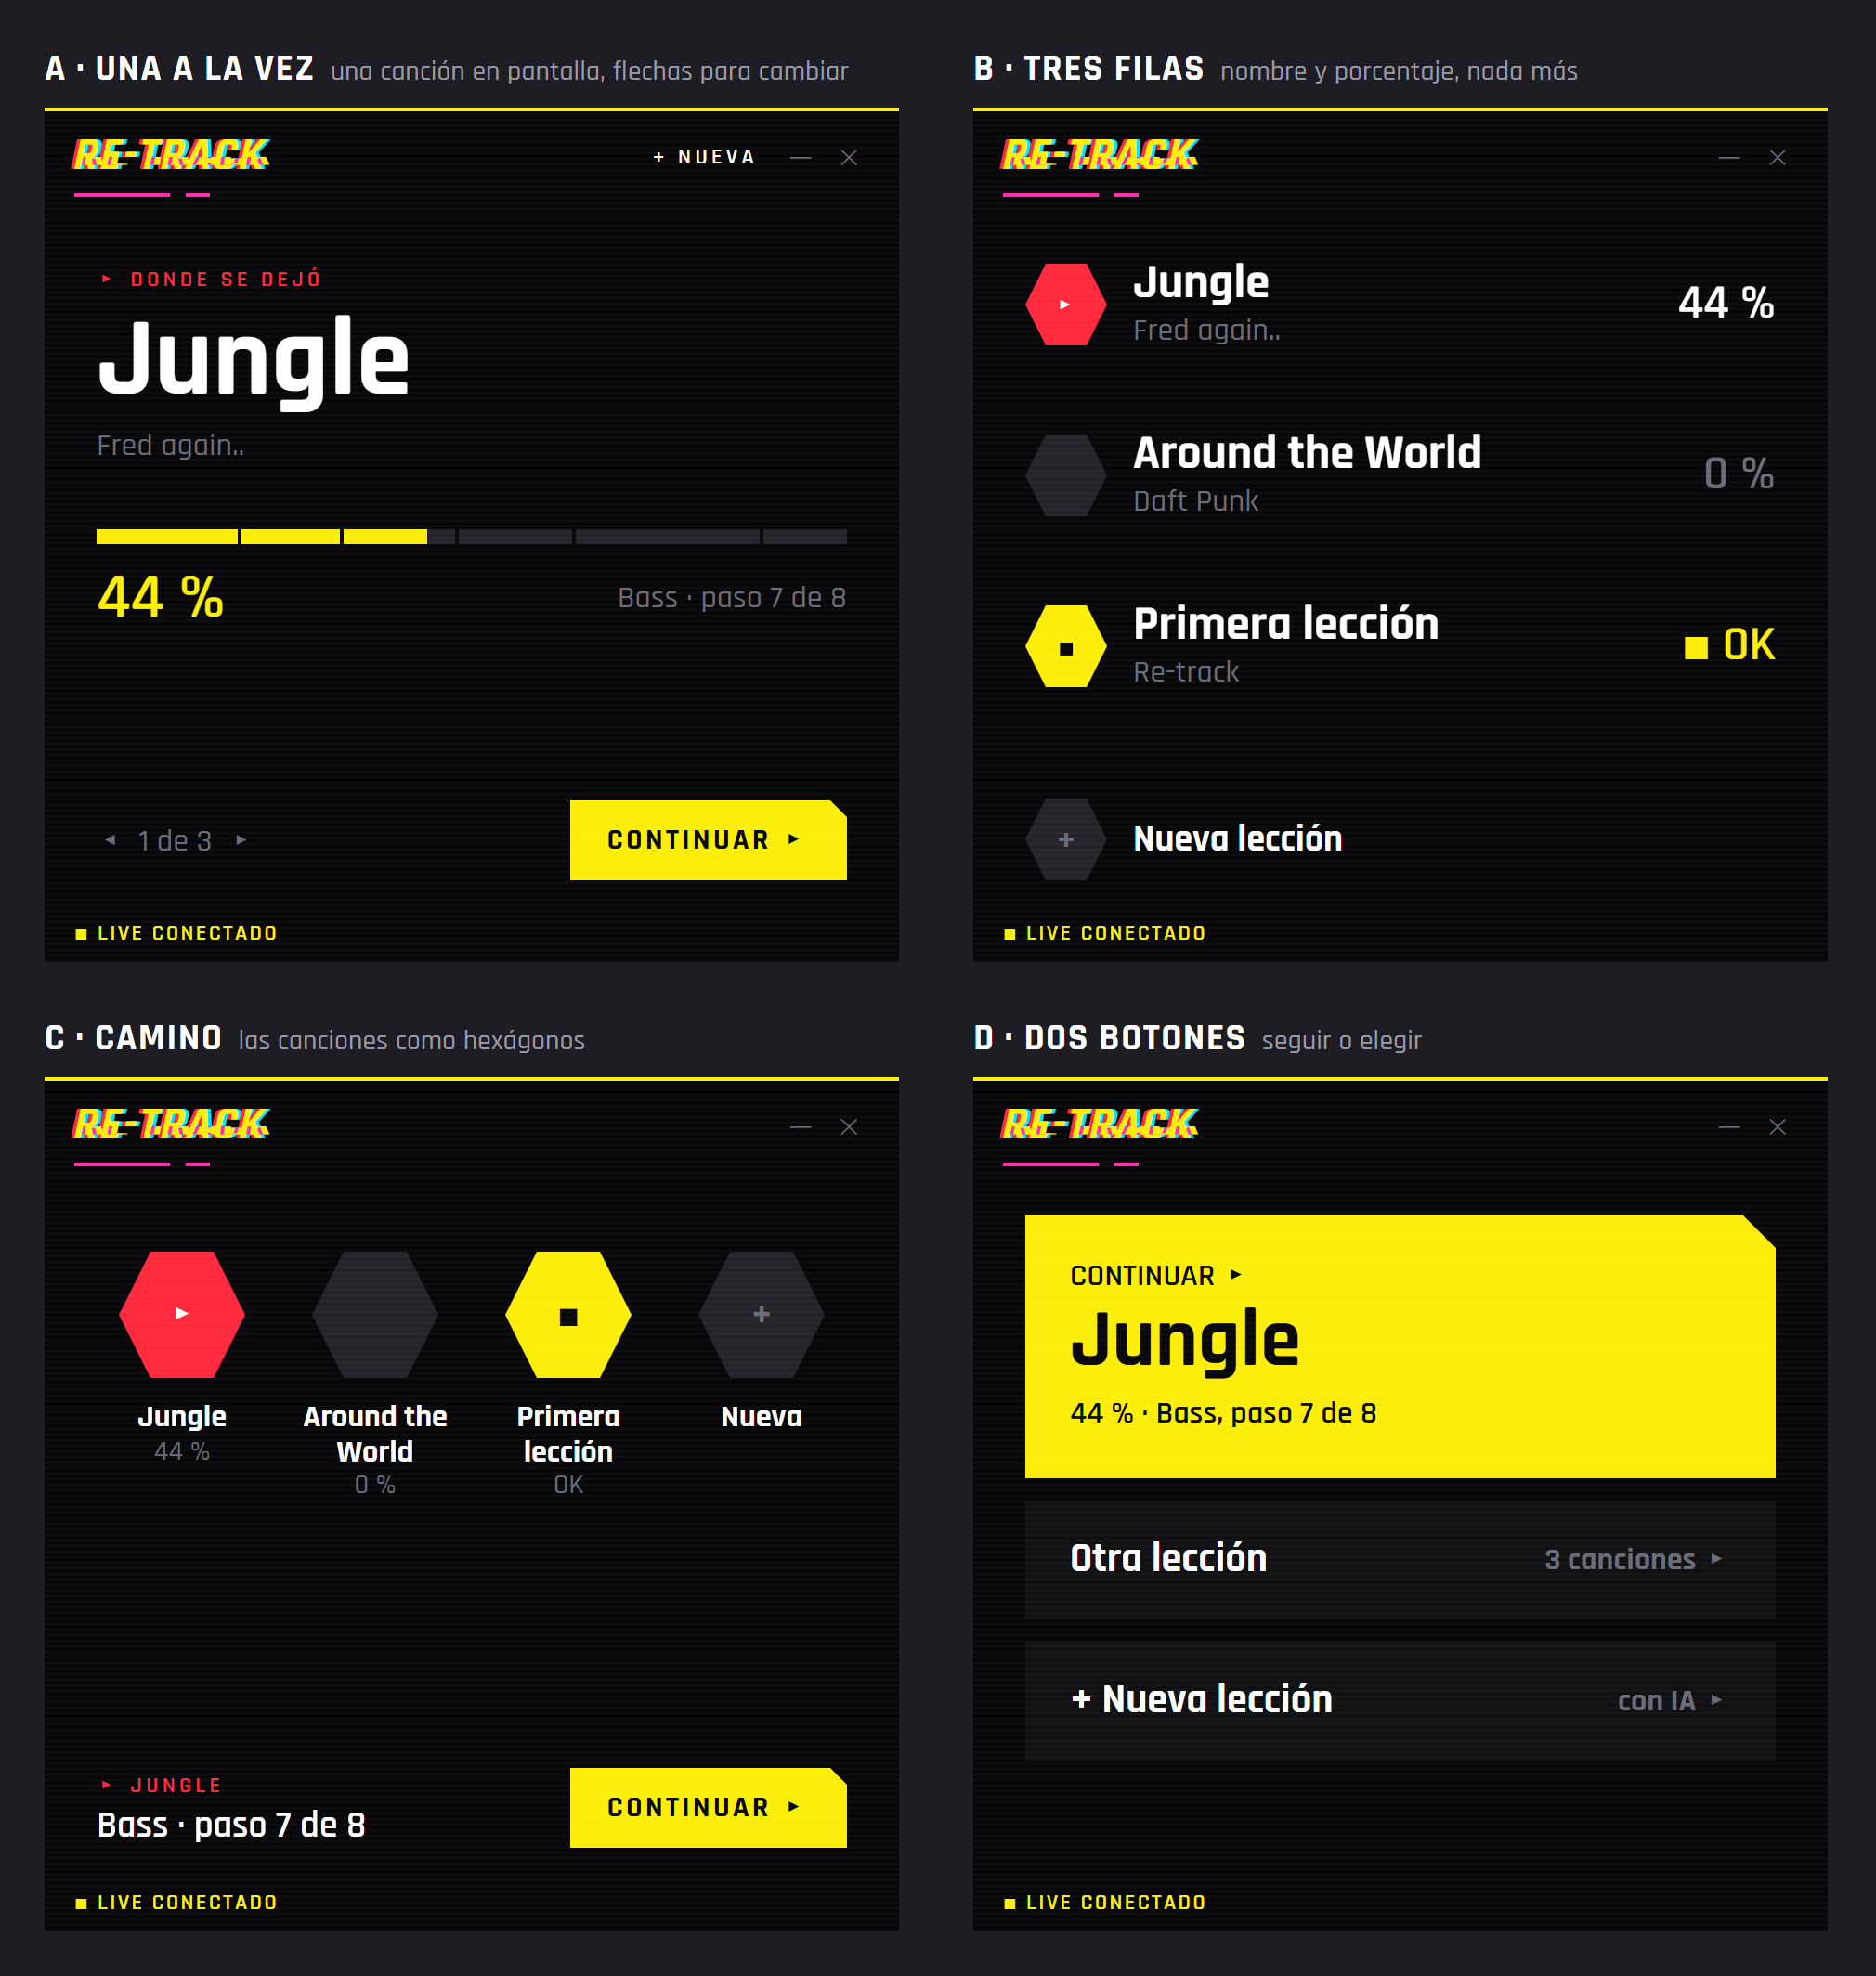 A · UNA A LA VEZ una canción en pantalla, flechas para cambiar
RE-TRACK
+ NUEVA
DONDE SE DEJÓ
Jungle
Fred again..
44 %
Bass · paso 7 de 8
1 de 3
CONTINUAR
LIVE CONECTADO
B · TRES FILAS nombre y porcentaje, nada más
RE-TRACK
Jungle
Fred again..
44 %
Around the World
Daft Punk
0 %
Primera lección
Re-track
OK
+
Nueva lección
LIVE CONECTADO
C · CAMINO las canciones como hexágonos
RE-TRACK
+
Jungle
44 %
Around the
World
0 %
Primera
lección
OK
Nueva
JUNGLE
Bass · paso 7 de 8
CONTINUAR
LIVE CONECTADO
D · DOS BOTONES seguir o elegir
RE-TRACK
CONTINUAR
Jungle
44 % · Bass, paso 7 de 8
Otra lección
3 canciones
+ Nueva lección
con IA
LIVE CONECTADO